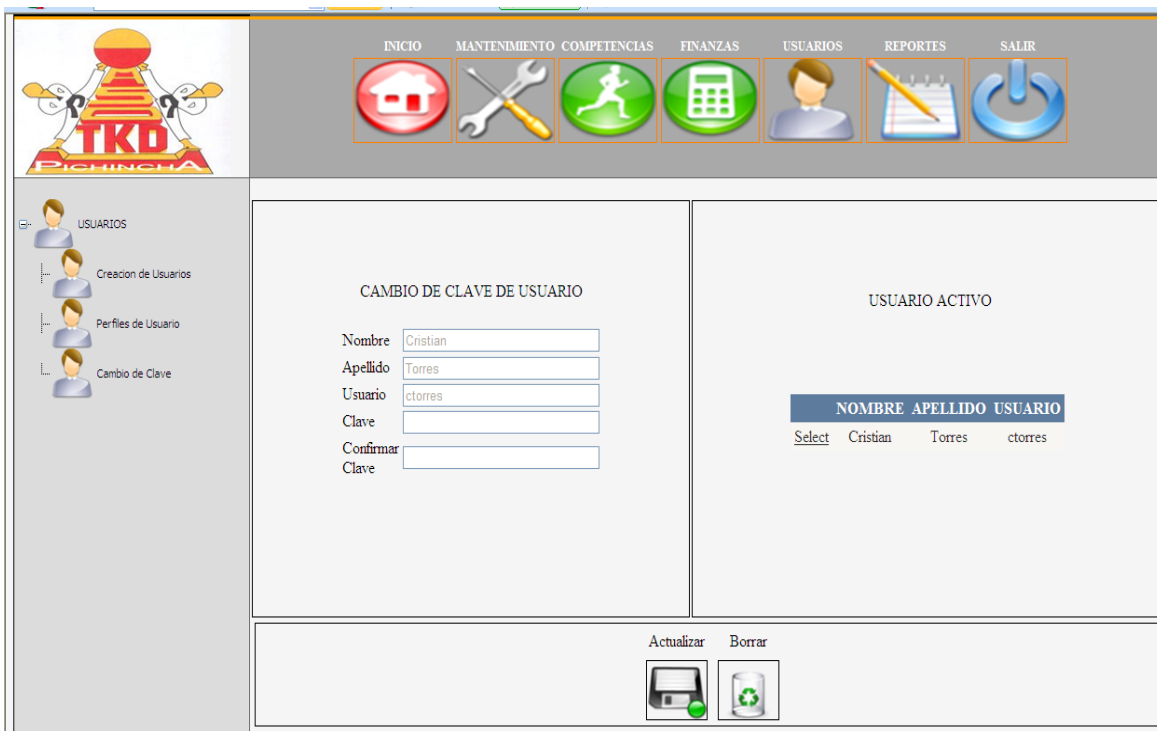 TKD
PICHINCHA
INICIO MANTENIMIENTO COMPETENCIAS FINANZAS USUARIOS REPORTES SALIR
USUARIOS
Creacion de Usuarios
Perfiles de Usuario
Cambio de Clave
CAMBIO DE CLAVE DE USUARIO
Nombre Cristian
Apellido Torres
Usuario ctorres
Clave
Confirmar
Clave
USUARIO ACTIVO
NOMBRE APELLIDO USUARIO
Select Cristian Torres ctorres
Actualizar Borrar